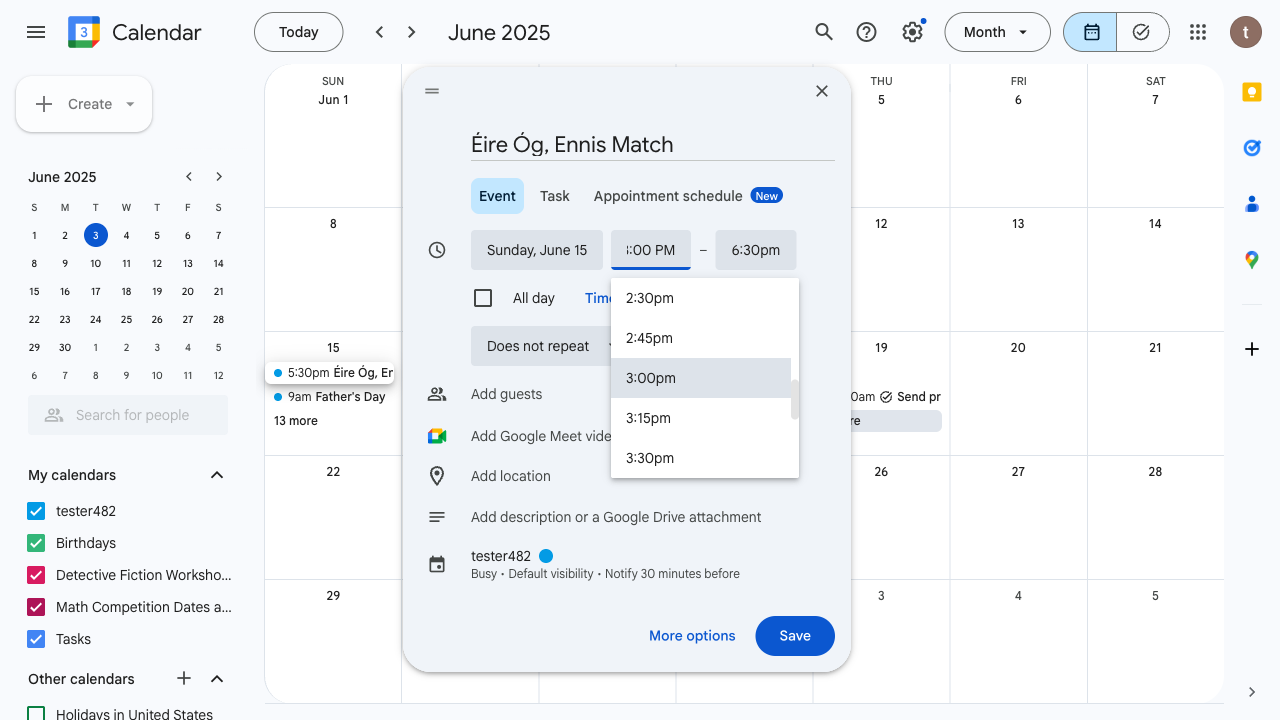 3
Calendar
Today
June 2025
Month
t
Create
June 2025
S M T W T F S
1 2 3 4 5 6 7
8 9 10 11 12 13 14
15 16 17 18 19 20 21
22 23 24 25 26 27 28
29 30 1 2 3 4 5
6 7 8 9 10 11 12
Search for people
My calendars
tester482
Birthdays
Detective Fiction Worksho...
Math Competition Dates a...
Tasks
Other calendars
Holidays in United States
SUN THU FRI SAT
Jun 1 5 6 7
8 12 13 14
15 19 20 21
5:30pm Éire Óg, En
9am Father's Day
13 more
0am Send pr
re
22 26 27 28
29 3 4 5
Éire Óg, Ennis Match
Event Task Appointment schedule New
Sunday, June 15 :00 PM – 6:30pm
All day Time
Does not repeat
2:30pm
2:45pm
3:00pm
3:15pm
3:30pm
Add guests
Add Google Meet vide
Add location
Add description or a Google Drive attachment
tester482
Busy • Default visibility • Notify 30 minutes before
More options Save